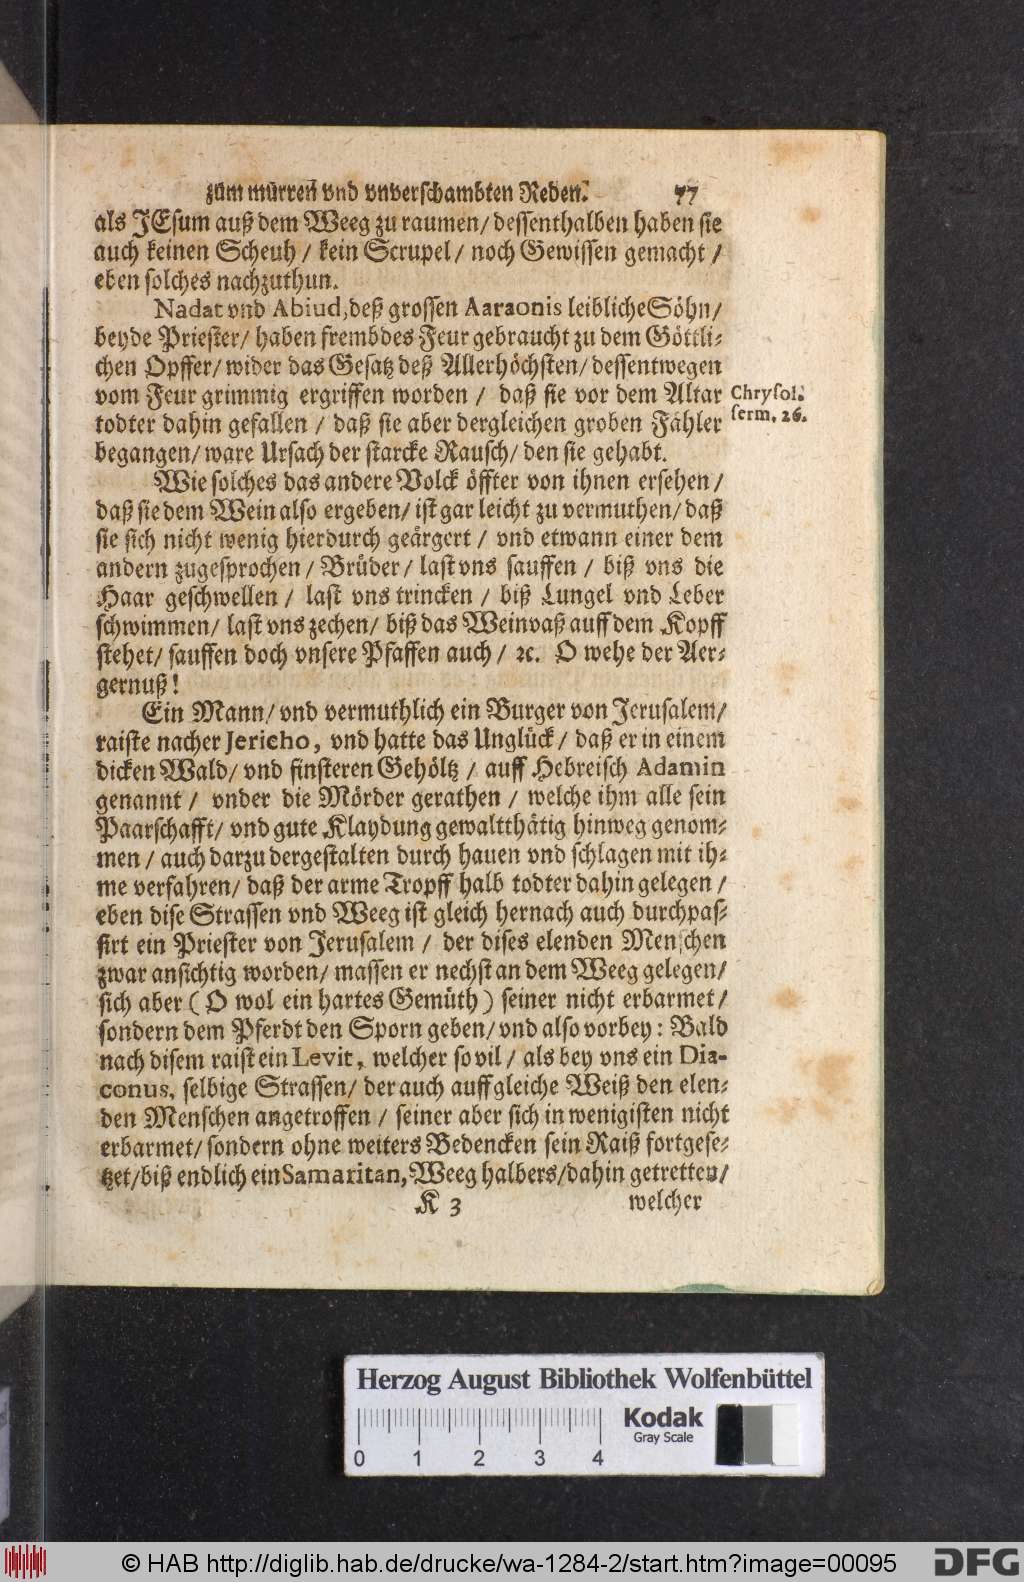 zum murren vnd vnverschambten Reden. 77
als JEsum auß dem Weeg zu raumen/ dessenthalben haben sie
auch keinen Scheuh / kein Scrupel / noch Gewissen gemacht /
eben solches nachzuthun.
Nadat vnd Abiud, deß grossen Aaraonis leibliche Söhn/
beyde Priester/ haben frembdes Feur gebraucht zu dem Göttli-
chen Opffer/ wider das Gesatz deß Allerhöchsten/ dessentwegen
vom Feur grimmig ergriffen worden / daß sie vor dem Altar
Chrysol.
serm. 26.
todter dahin gefallen / daß sie aber dergleichen groben Fähler
begangen/ ware Ursach der starcke Rausch/ den sie gehabt.
Wie solches das andere Volck öffter von ihnen ersehen/
daß sie dem Wein also ergeben/ ist gar leicht zu vermuthen/ daß
sie sich nicht wenig hierdurch geärgert / vnd etwann einer dem
andern zugesprochen/ Brüder/ last vns sauffen / biß vns die
Haar geschwellen / last vns trincken / biß Lungel vnd Leber
schwimmen/ last vns zechen/ biß das Weinvaß auff dem Kopff
stehet/ sauffen doch vnsere Pfaffen auch/ ꝛc. O wehe der Aer-
gernuß!
Ein Mann/ vnd vermuthlich ein Burger von Jerusalem/
raiste nacher Jericho, vnd hatte das Unglück/ daß er in einem
dicken Wald/ vnd finsteren Gehöltz / auff Hebreisch Adamin
genannt / vnder die Mörder gerathen / welche ihm alle sein
Paarschafft/ vnd gute Klaydung gewaltthätig hinweg genom-
men / auch darzu dergestalten durch hauen vnd schlagen mit ih-
me verfahren/ daß der arme Tropff halb todter dahin gelegen /
eben dise Strassen vnd Weeg ist gleich hernach auch durchpas-
sirt ein Priester von Jerusalem / der dises elenden Menschen
zwar ansichtig worden/ massen er nechst an dem Weeg gelegen/
sich aber ( O wol ein hartes Gemüth ) seiner nicht erbarmet/
sondern dem Pferdt den Sporn geben/ vnd also vorbey: Bald
nach disem raist ein Levit, welcher so vil / als bey vns ein Dia-
conus, selbige Strassen/ der auch auff gleiche Weiß den elen-
den Menschen angetroffen / seiner aber sich in wenigisten nicht
erbarmet/ sondern ohne weiters Bedencken sein Raiß fortgese-
tzet/ biß endlich ein Samaritan, Weeg halbers/ dahin getretten/
K 3 welcher
Herzog August Bibliothek Wolfenbüttel
Kodak
Gray Scale
0 1 2 3 4
© HAB http://diglib.hab.de/drucke/wa-1284-2/start.htm?image=00095
DFG